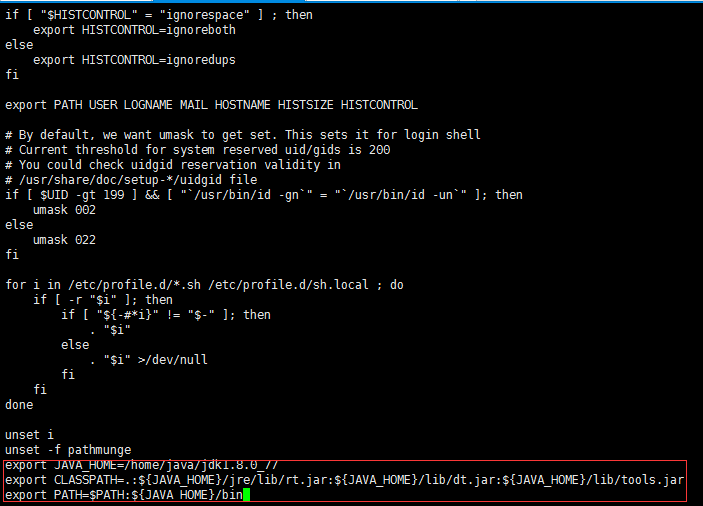 if [ "$HISTCONTROL" = "ignorespace" ] ; then
    export HISTCONTROL=ignoreboth
else
    export HISTCONTROL=ignoredups
fi

export PATH USER LOGNAME MAIL HOSTNAME HISTSIZE HISTCONTROL

# By default, we want umask to get set. This sets it for login shell
# Current threshold for system reserved uid/gids is 200
# You could check uidgid reservation validity in
# /usr/share/doc/setup-*/uidgid file
if [ $UID -gt 199 ] && [ "`/usr/bin/id -gn`" = "`/usr/bin/id -un`" ]; then
    umask 002
else
    umask 022
fi

for i in /etc/profile.d/*.sh /etc/profile.d/sh.local ; do
    if [ -r "$i" ]; then
        if [ "${-#*i}" != "$-" ]; then
            . "$i"
        else
            . "$i" >/dev/null
        fi
    fi
done

unset i
unset -f pathmunge
export JAVA_HOME=/home/java/jdk1.8.0_77
export CLASSPATH=.:${JAVA_HOME}/jre/lib/rt.jar:${JAVA_HOME}/lib/dt.jar:${JAVA_HOME}/lib/tools.jar
export PATH=$PATH:${JAVA_HOME}/bin